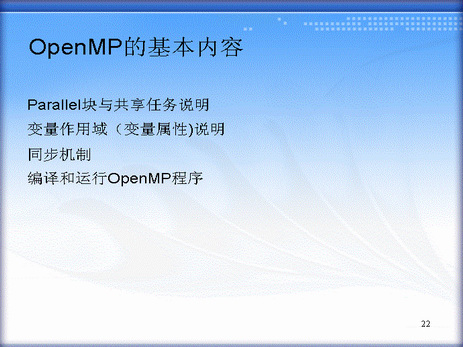 OpenMP的基本内容
Parallel块与共享任务说明
变量作用域（变量属性)说明
同步机制
编译和运行OpenMP程序
22